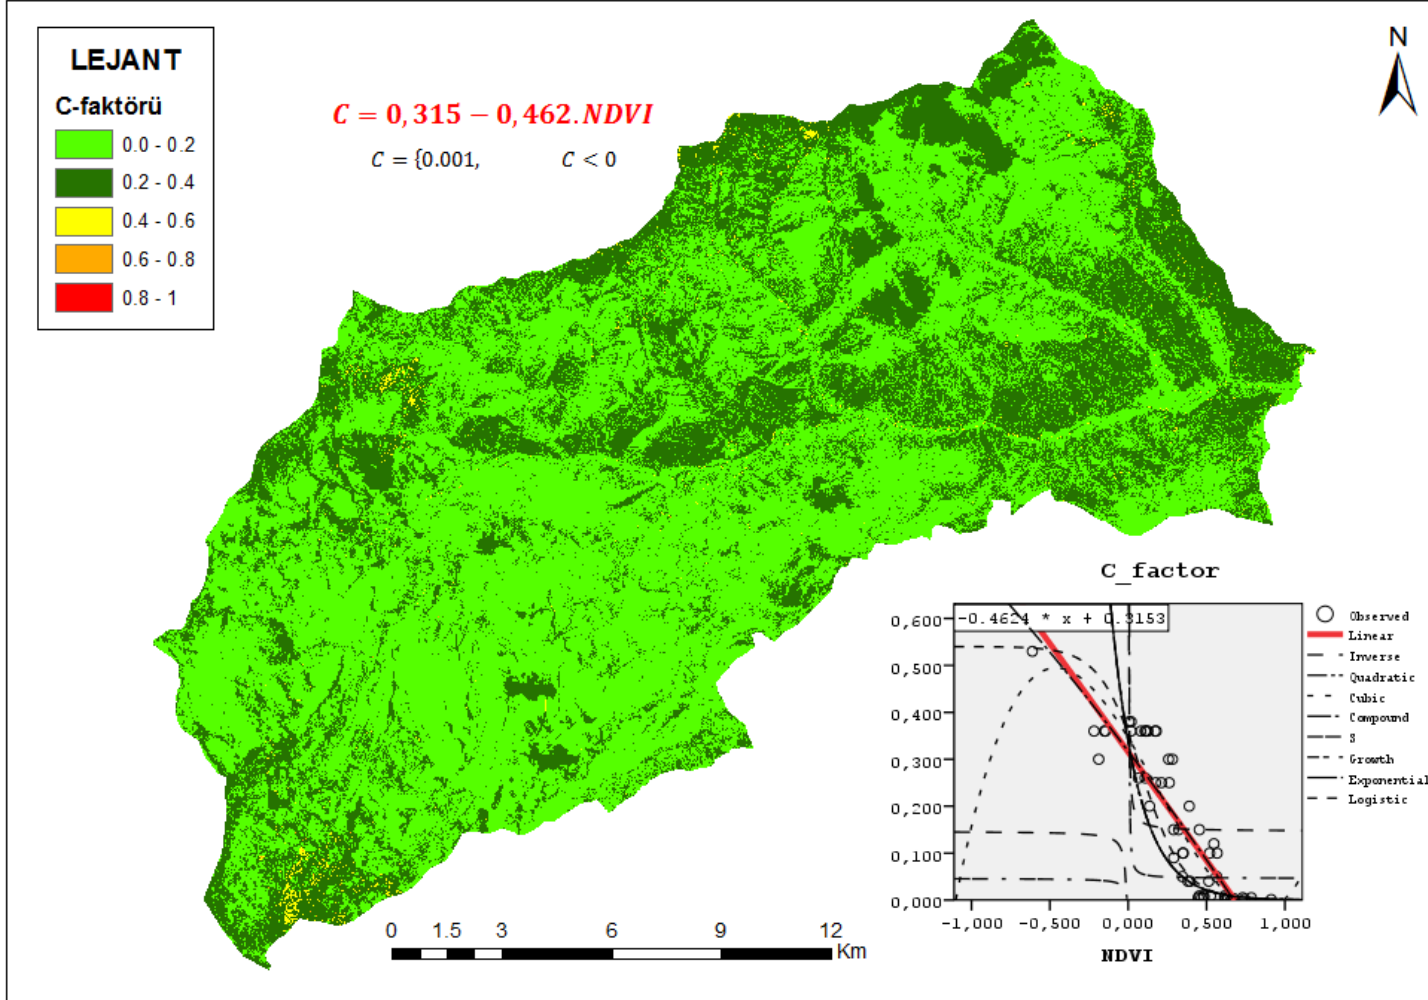 LEJANT
C-faktörü
0.0 - 0.2
0.2 - 0.4
0.4 - 0.6
0.6 - 0.8
0.8 - 1
C = 0,315 − 0,462.NDVI
C = {0.001, C < 0
N
C_factor
-0.4624 * x + 0.3153
0,600
0,500
0,400
0,300
0,200
0,100
0,000
-1,000 -0,500 0,000 0,500 1,000
NDVI
Observed
Linear
Inverse
Quadratic
Cubic
Compound
S
Growth
Exponential
Logistic
0 1.5 3 6 9 12
Km